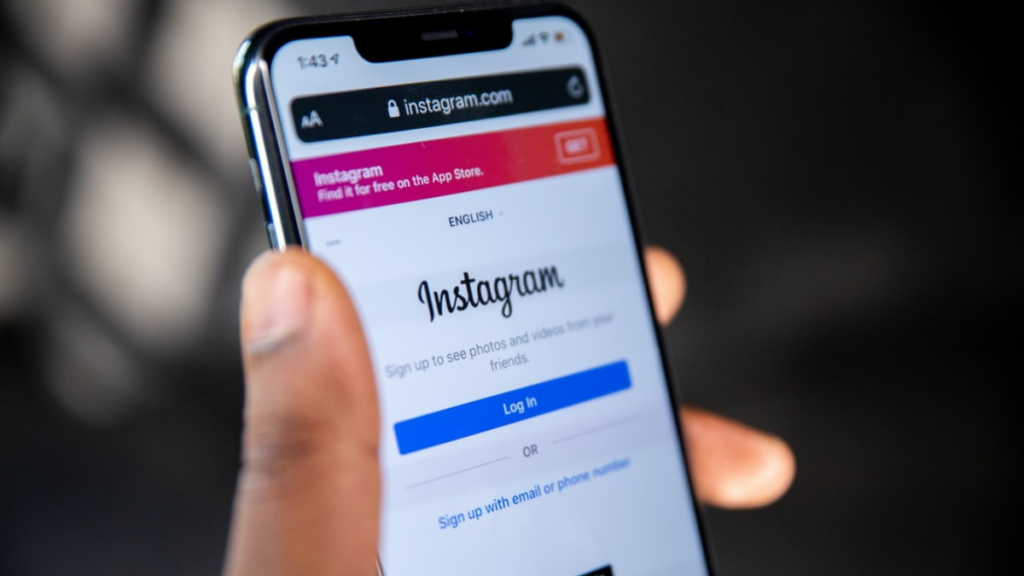 1:43
AA instagram.com
Instagram
Find it for free on the App Store.
GET
ENGLISH
Instagram
Sign up to see photos and videos from your
friends.
Log In
OR
Sign up with email or phone number